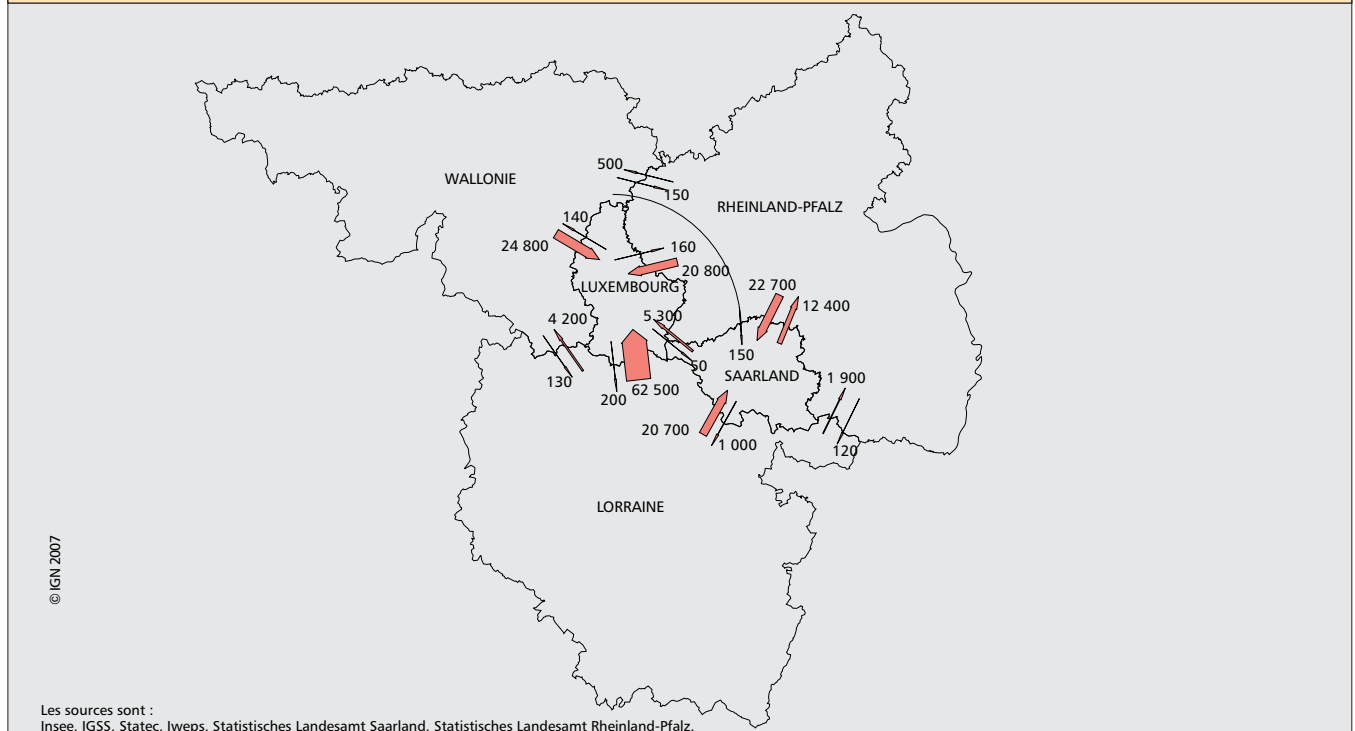 500
WALLONIE
150
RHEINLAND-PFALZ
140
24 800
160
20 800
LUXEMBOURG
22 700
12 400
5 300
4 200
150
50
SAARLAND
130
1 900
200
62 500
20 700
1 000
120
LORRAINE
© IGN 2007
Les sources sont :
Insee, IGSS, Statec, Iweps, Statistisches Landesamt Saarland, Statistisches Landesamt Rheinland-Pfalz.